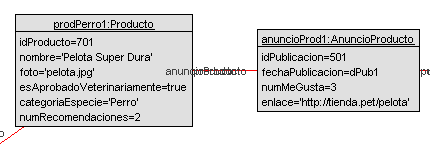 prodPerro1:Producto
idProducto=701
nombre='Pelota Super Dura'
foto='pelota.jpg'
esAprobadoVeterinariamente=true
categoriaEspecie='Perro'
numRecomendaciones=2
anuncioProd1:AnuncioProducto
idPublicacion=501
fechaPublicacion=dPub1
numMeGusta=3
enlace='http://tienda.pet/pelota'